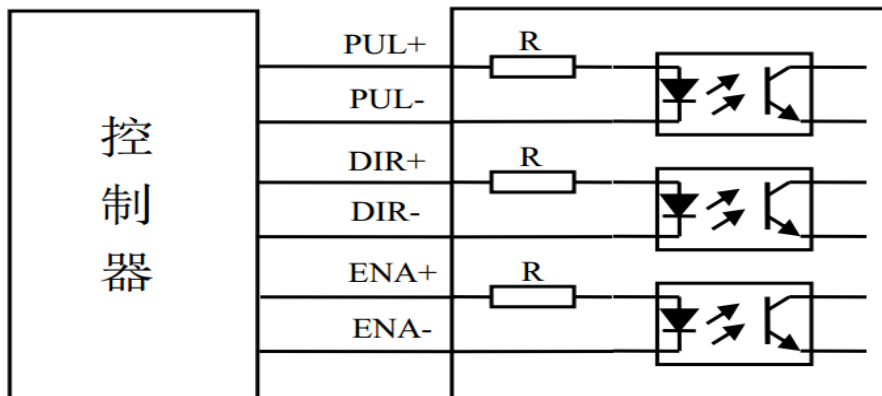 控
制
器
PUL+
R
PUL-
DIR+
R
DIR-
ENA+
R
ENA-